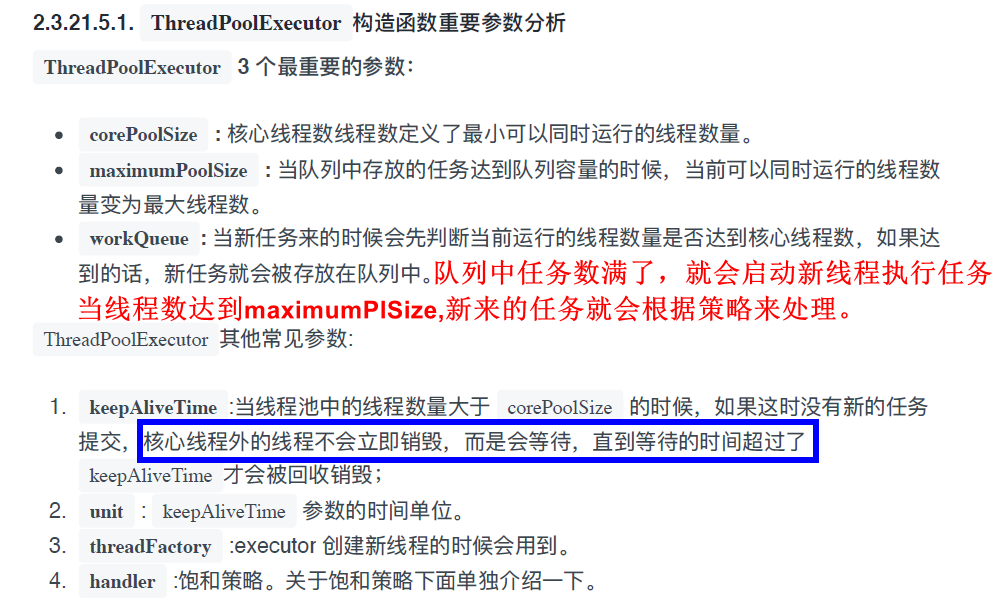 2.3.21.5.1. ThreadPoolExecutor 构造函数重要参数分析
ThreadPoolExecutor 3 个最重要的参数：
• corePoolSize : 核心线程数线程数定义了最小可以同时运行的线程数量。
• maximumPoolSize : 当队列中存放的任务达到队列容量的时候，当前可以同时运行的线程数
量变为最大线程数。
• workQueue : 当新任务来的时候会先判断当前运行的线程数量是否达到核心线程数，如果达
到的话，新任务就会被存放在队列中。队列中任务数满了，就会启动新线程执行任务
当线程数达到maximumPlSize,新来的任务就会根据策略来处理。
ThreadPoolExecutor 其他常见参数:
1. keepAliveTime :当线程池中的线程数量大于 corePoolSize 的时候，如果这时没有新的任务
提交，核心线程外的线程不会立即销毁，而是会等待，直到等待的时间超过了
keepAliveTime 才会被回收销毁；
2. unit : keepAliveTime 参数的时间单位。
3. threadFactory :executor 创建新线程的时候会用到。
4. handler :饱和策略。关于饱和策略下面单独介绍一下。